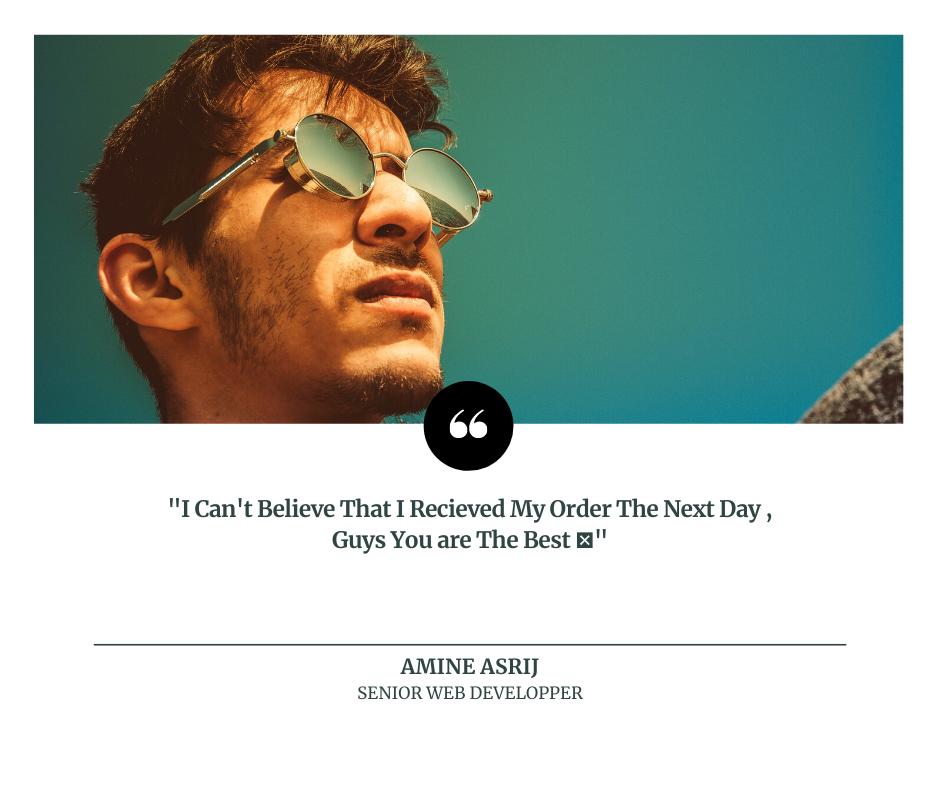 "I Can't Believe That I Recieved My Order The Next Day ,
Guys You are The Best ⊠"
AMINE ASRIJ
SENIOR WEB DEVELOPPER